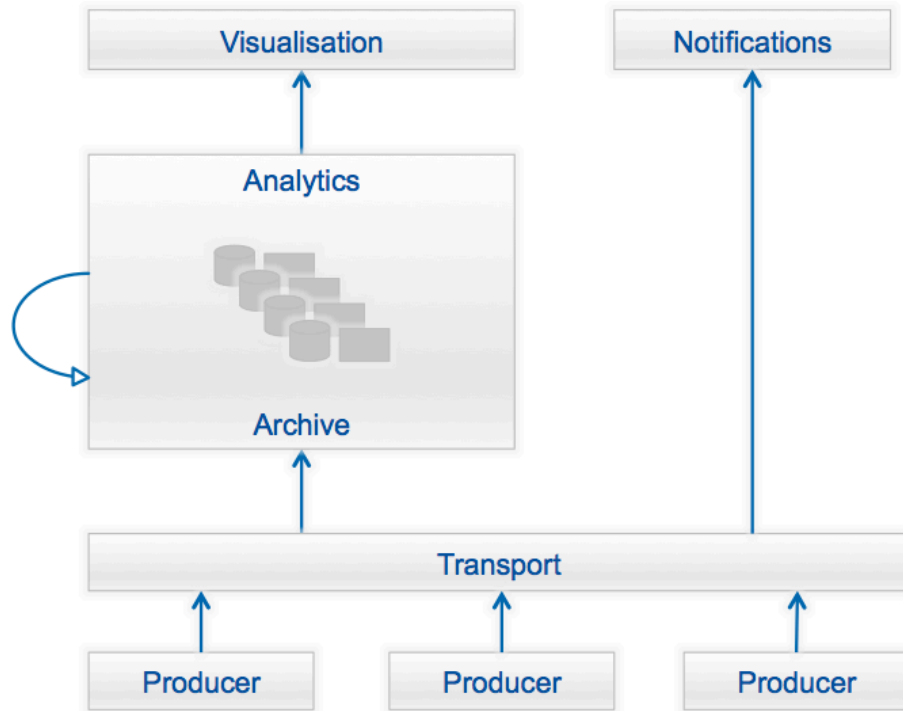 Visualisation
Notifications
Analytics
Archive
Transport
Producer
Producer
Producer